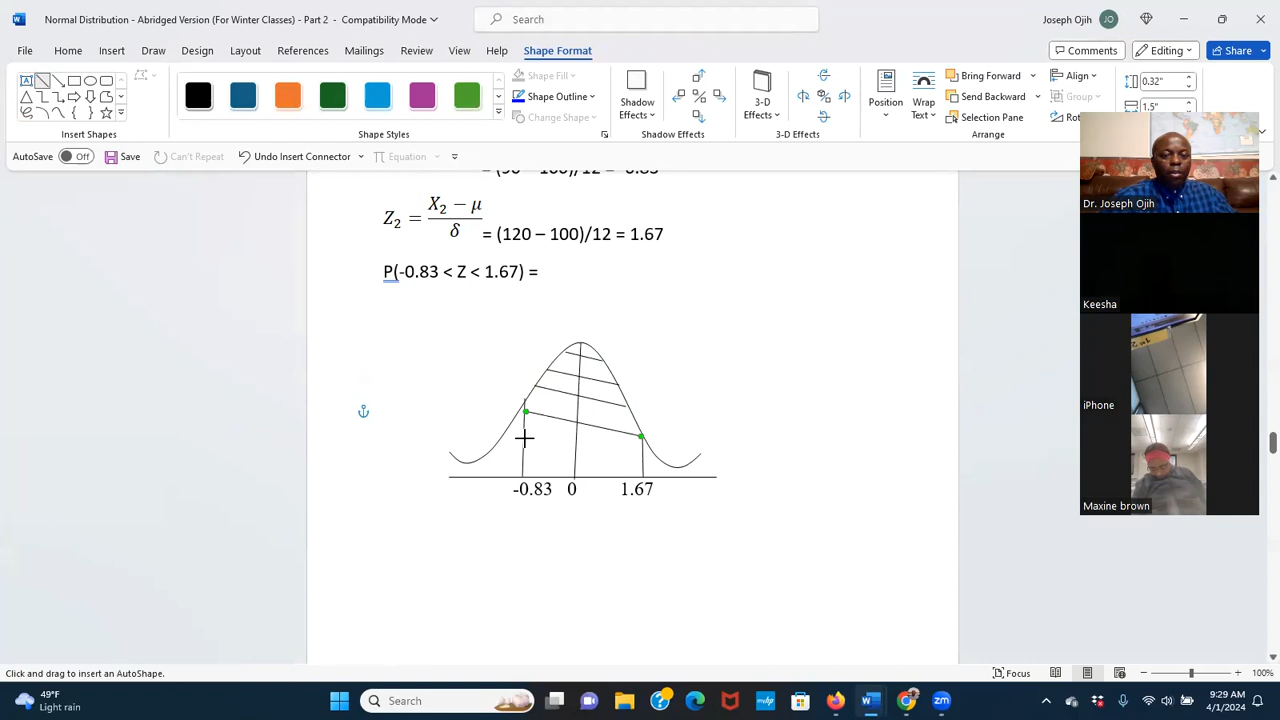 Normal Distribution - Abridged Version (For Winter Classes) - Part 2 - Compatibility Mode
Search
Joseph Ojih
JO
File Home Insert Draw Design Layout References Mailings Review View Help Shape Format
Comments
Editing
Share
Shape Fill
Shape Outline
Change Shape
Shadow Effects
3-D Effects
Position
Wrap Text
Bring Forward
Send Backward
Selection Pane
Align
Group
0.32"
1.5"
Insert Shapes
Shape Styles
Shadow Effects
3-D Effects
Arrange
AutoSave Off Save Can't Repeat Undo Insert Connector Equation
Z₂ = (X₂ − μ)/δ = (120 – 100)/12 = 1.67
P(-0.83 < Z < 1.67) =
-0.83 0 1.67
Dr. Joseph Ojih
Keesha
iPhone
Maxine brown
Click and drag to insert an AutoShape.
Focus
100%
49°F
Light rain
Search
9:29 AM
4/1/2024